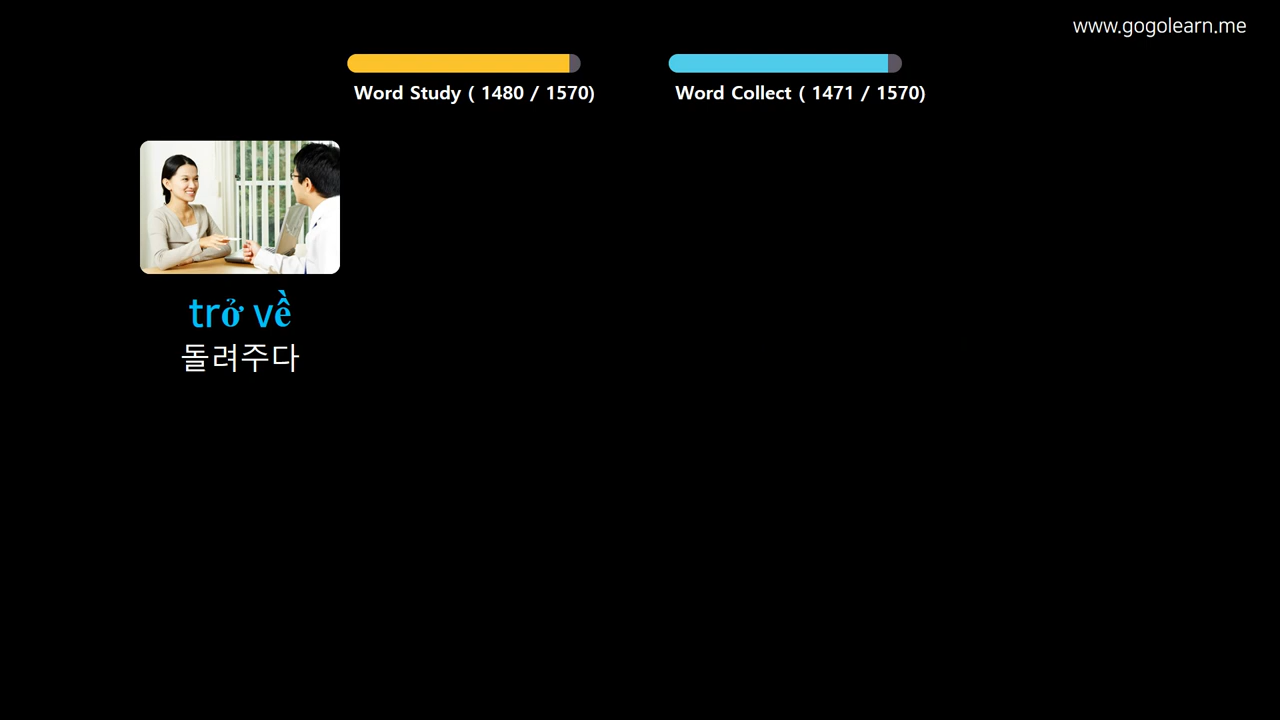 www.gogolearn.me
Word Study ( 1480 / 1570)
Word Collect ( 1471 / 1570)
trở về
돌려주다